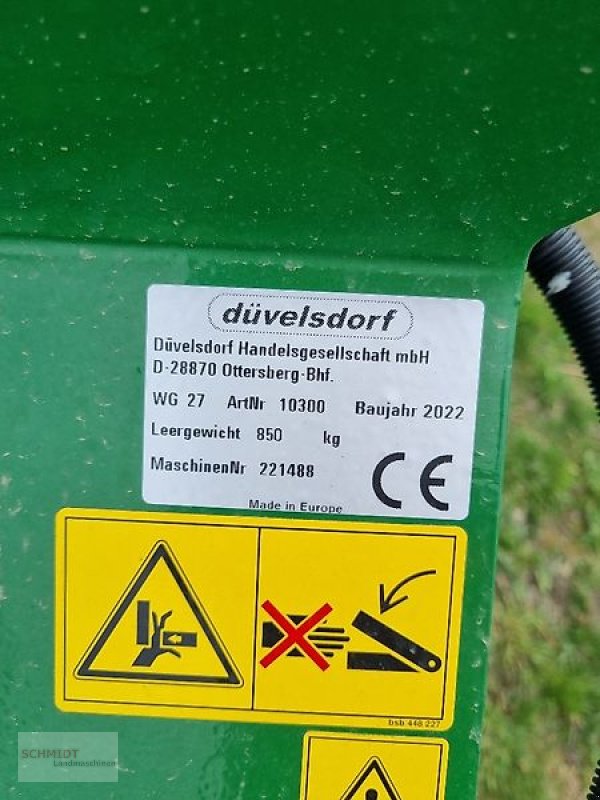 düvelsdorf
Düvelsdorf Handelsgesellschaft mbH
D-28870 Ottersberg-Bhf.
WG 27 ArtNr 10300 Baujahr 2022
Leergewicht 850 kg
MaschinenNr 221488
CE
Made in Europe
bsb 448 227
SCHMIDT
Landmaschinen